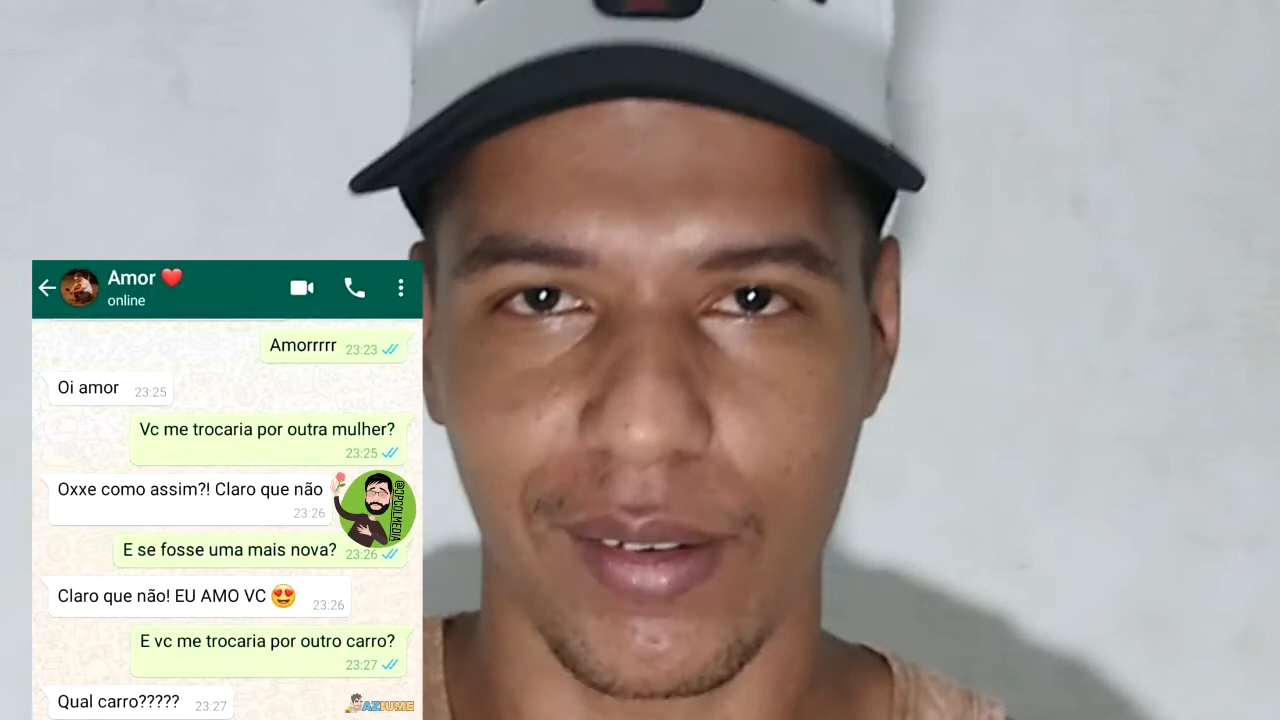 Amor ❤️
online
Amorrrrr 23:23
Oi amor 23:25
Vc me trocaria por outra mulher?
23:25
Oxxe como assim?! Claro que não
23:26
@JPCOLMEDIA
E se fosse uma mais nova? 23:26
Claro que não! EU AMO VC 😍 23:26
E vc me trocaria por outro carro?
23:27
Qual carro????? 23:27
AZIUME